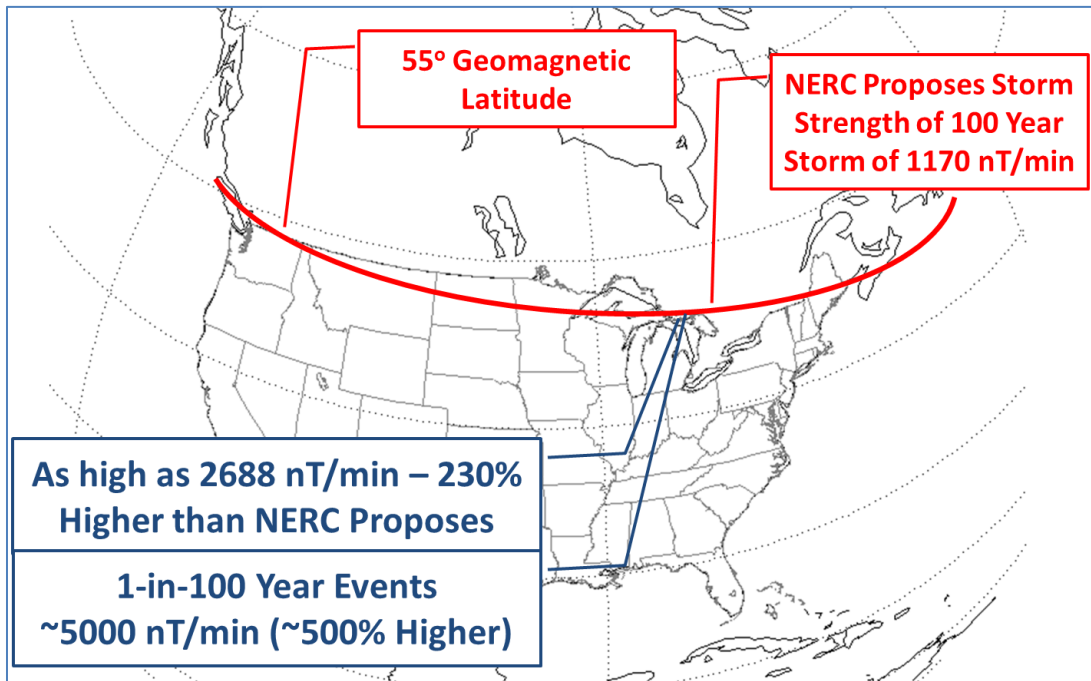 55° Geomagnetic
Latitude
NERC Proposes Storm
Strength of 100 Year
Storm of 1170 nT/min
As high as 2688 nT/min – 230%
Higher than NERC Proposes
1-in-100 Year Events
~5000 nT/min (~500% Higher)